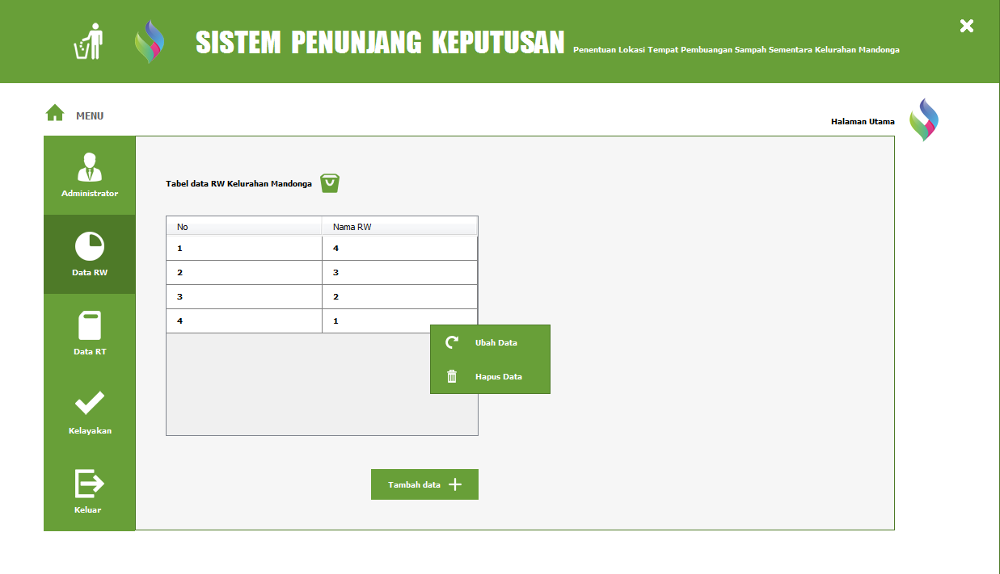 SISTEM PENUNJANG KEPUTUSAN Penentuan Lokasi Tempat Pembuangan Sampah Sementara Kelurahan Mandonga
MENU
Halaman Utama
Administrator
Data RW
Data RT
Kelayakan
Keluar
Tabel data RW Kelurahan Mandonga
No Nama RW
1 4
2 3
3 2
4 1
Ubah Data
Hapus Data
Tambah data